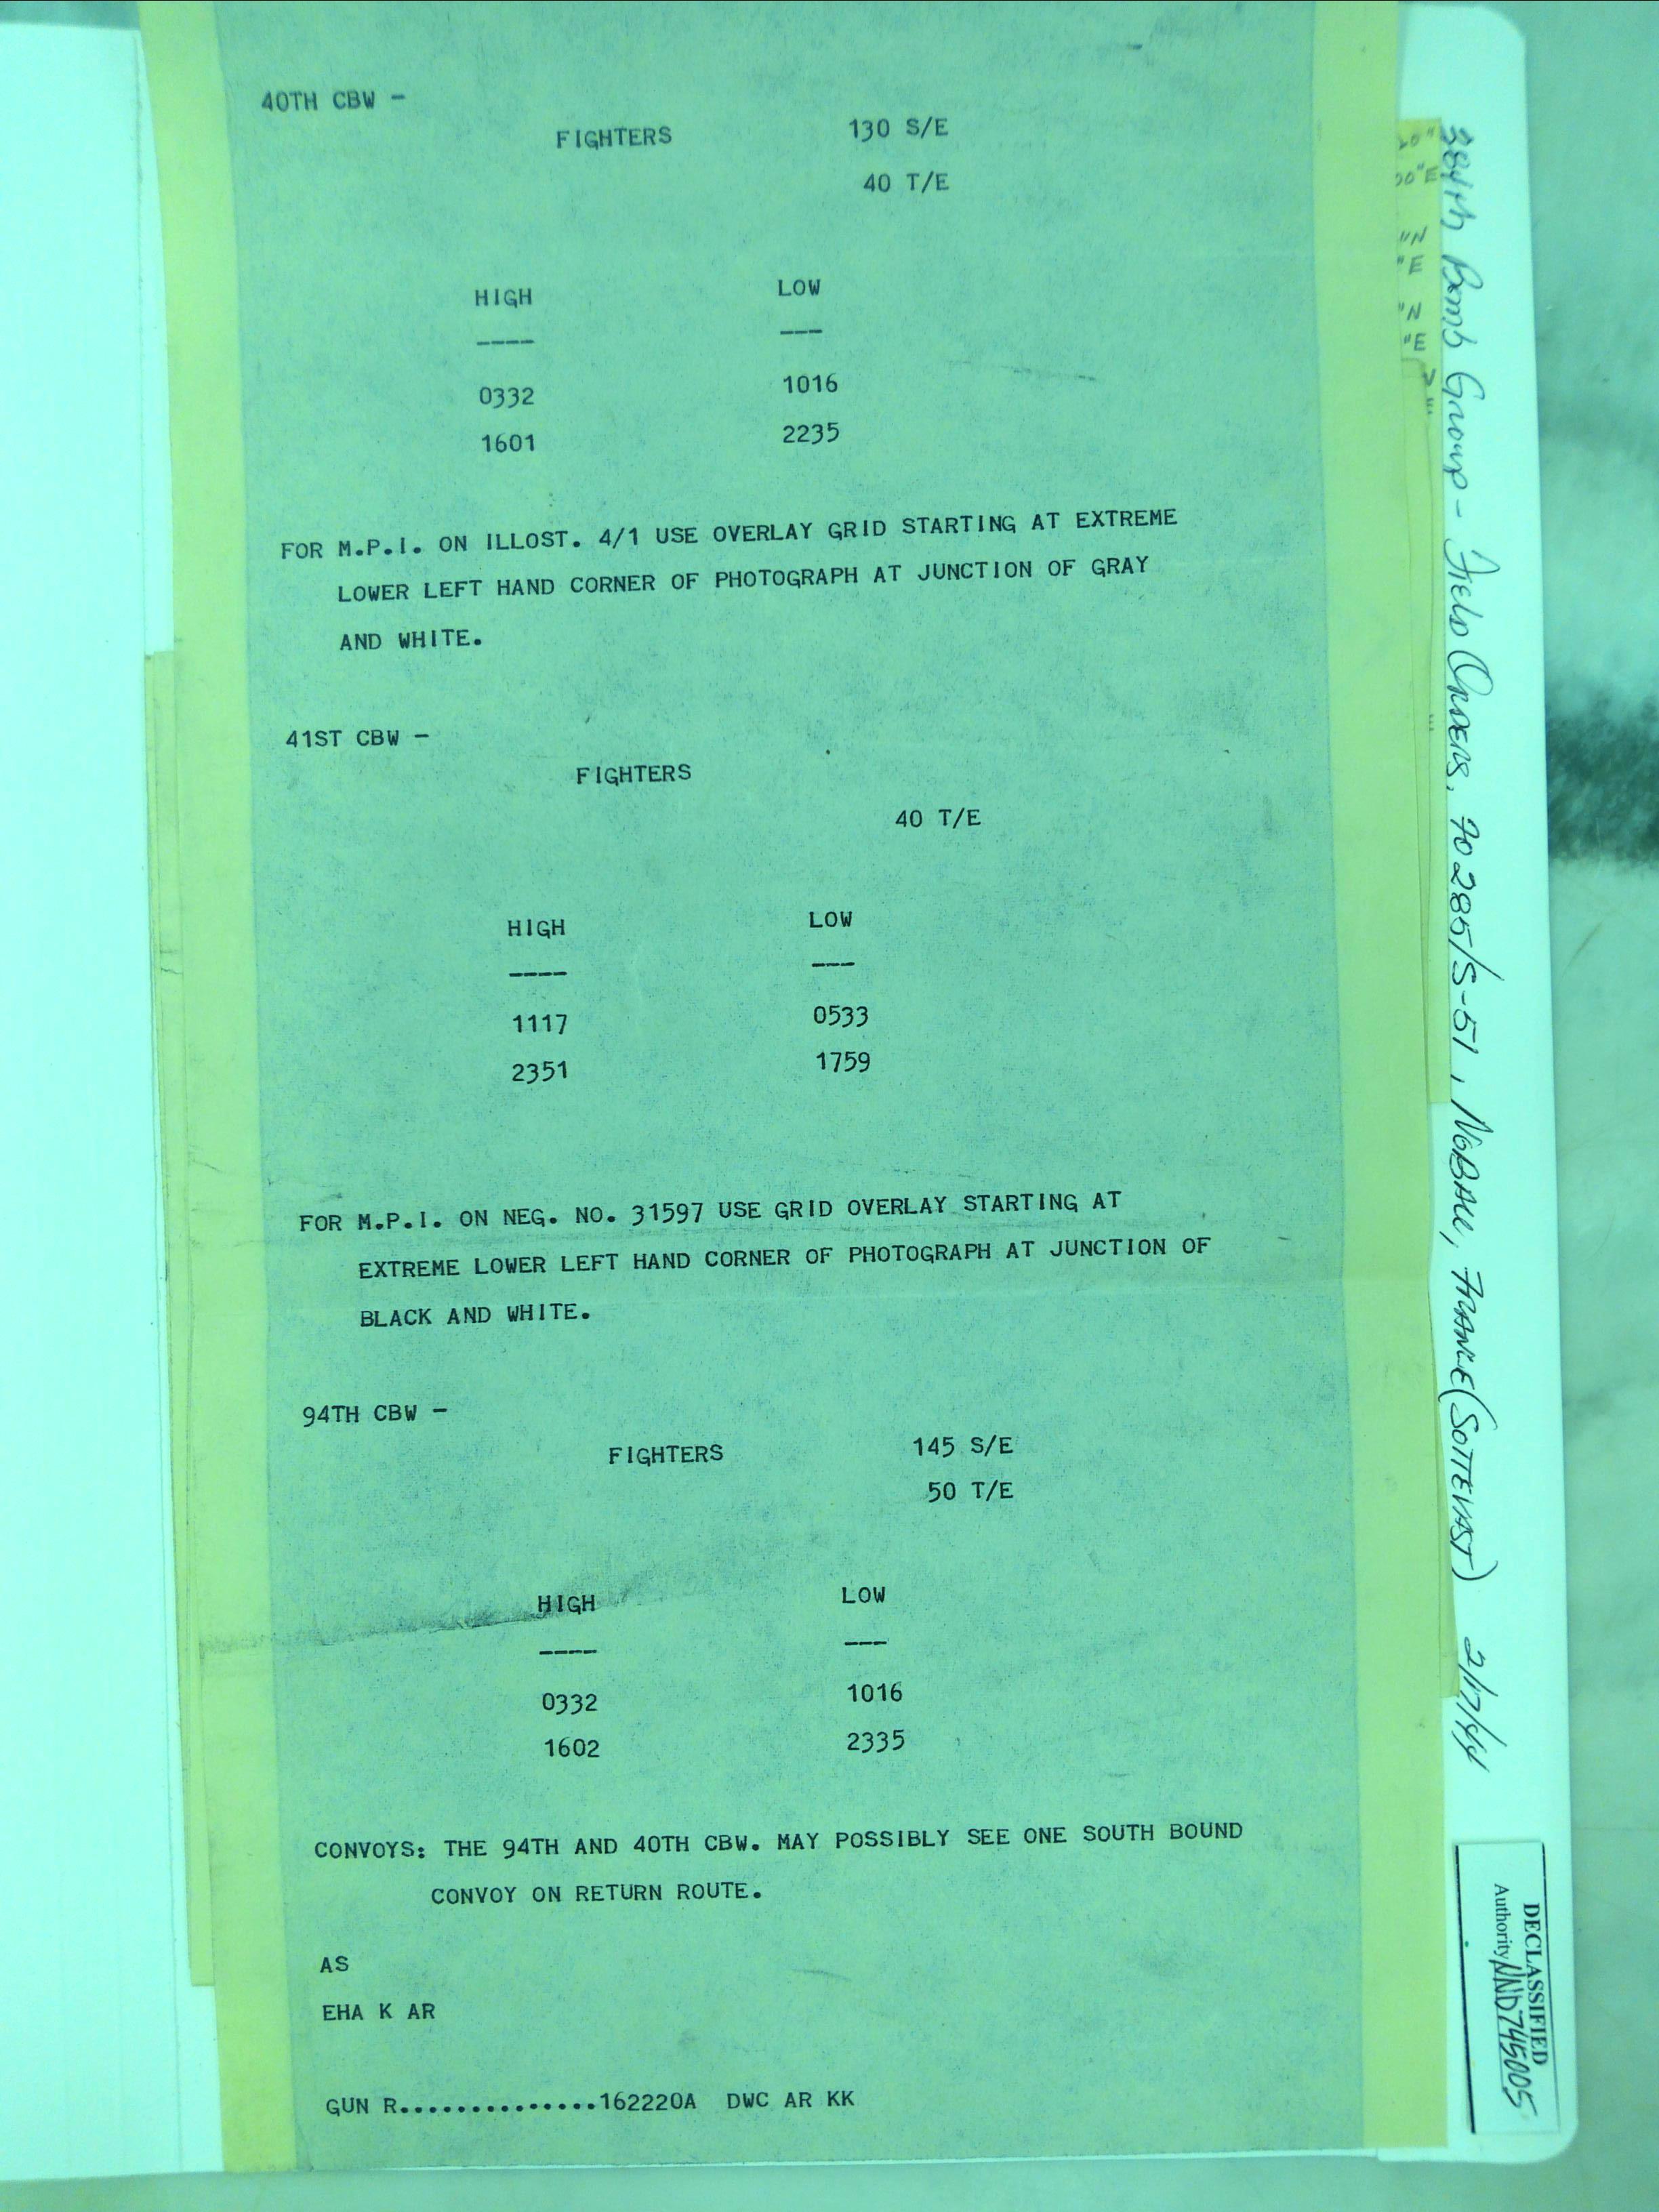 40TH CBW -
FIGHTERS 130 S/E
40 T/E
HIGH LOW
---- ---
0332 1016
1601 2235
FOR M.P.I. ON ILLOST. 4/1 USE OVERLAY GRID STARTING AT EXTREME
LOWER LEFT HAND CORNER OF PHOTOGRAPH AT JUNCTION OF GRAY
AND WHITE.
41ST CBW -
FIGHTERS
40 T/E
HIGH LOW
---- ---
1117 0533
2351 1759
FOR M.P.I. ON NEG. NO. 31597 USE GRID OVERLAY STARTING AT
EXTREME LOWER LEFT HAND CORNER OF PHOTOGRAPH AT JUNCTION OF
BLACK AND WHITE.
94TH CBW -
FIGHTERS 145 S/E
50 T/E
HIGH LOW
---- ---
0332 1016
1602 2335
CONVOYS: THE 94TH AND 40TH CBW. MAY POSSIBLY SEE ONE SOUTH BOUND
CONVOY ON RETURN ROUTE.
AS
EHA K AR
GUN R..............162220A DWC AR KK
384th Bomb Group - Field Orders, FO 285/S-51, NOBALL, FRANCE (SOTTEVAST) 2/17/44
DECLASSIFIED
Authority NND745005
"N
"E
"N
"E